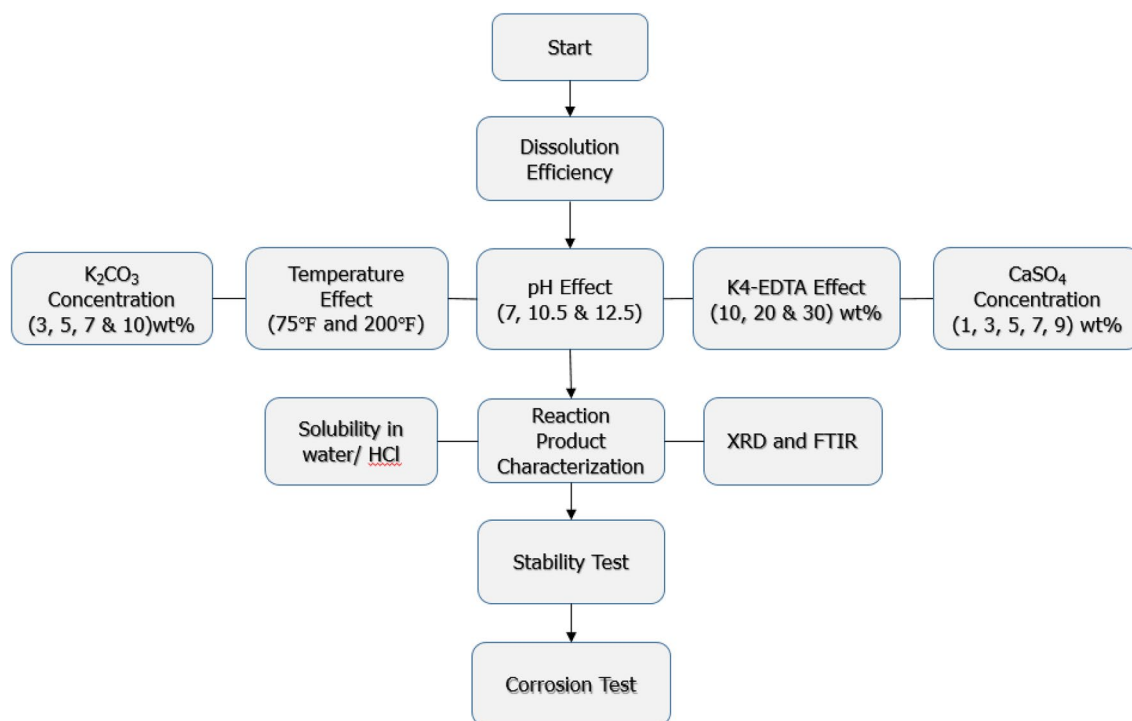 Start
Dissolution
Efficiency
K₂CO₃
Concentration
(3, 5, 7 & 10)wt%
Temperature
Effect
(75°F and 200°F)
pH Effect
(7, 10.5 & 12.5)
K4-EDTA Effect
(10, 20 & 30) wt%
CaSO₄
Concentration
(1, 3, 5, 7, 9) wt%
Solubility in
water/ HCl
Reaction
Product
Characterization
XRD and FTIR
Stability Test
Corrosion Test